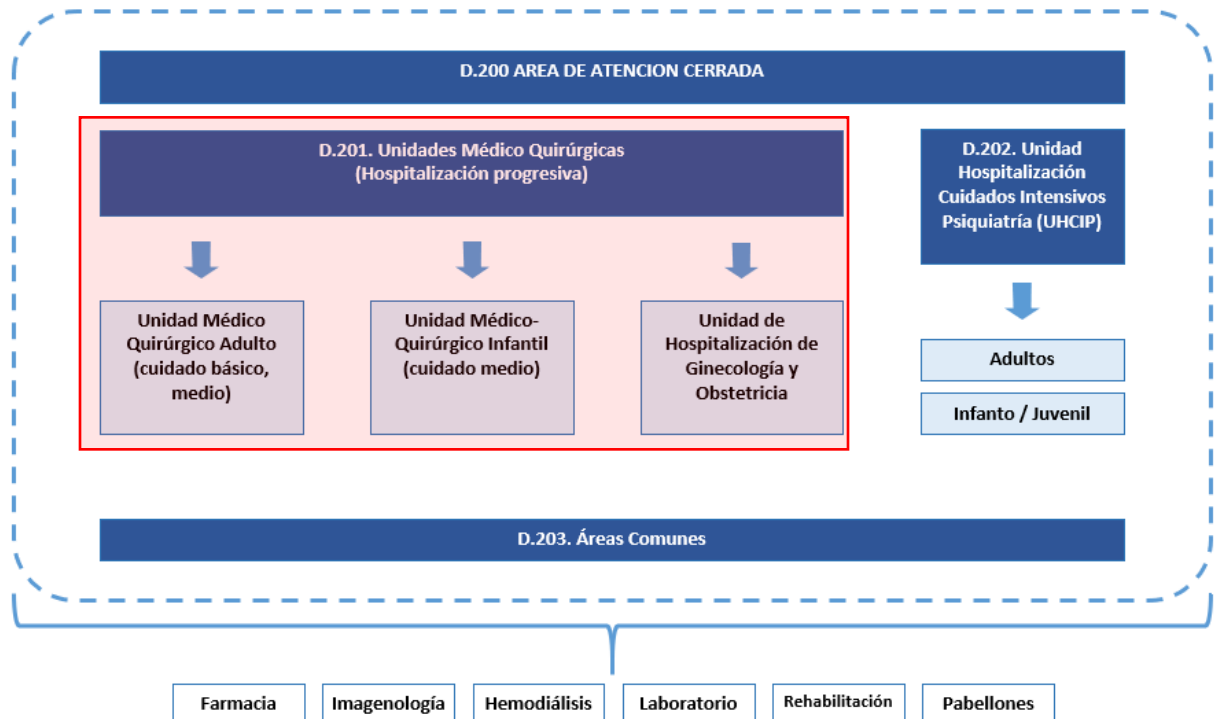 D.200 AREA DE ATENCION CERRADA
D.201. Unidades Médico Quirúrgicas
(Hospitalización progresiva)
D.202. Unidad
Hospitalización
Cuidados Intensivos
Psiquiatría (UHCIP)
Unidad Médico
Quirúrgico Adulto
(cuidado básico,
medio)
Unidad Médico-
Quirúrgico Infantil
(cuidado medio)
Unidad de
Hospitalización de
Ginecología y
Obstetricia
Adultos
Infanto / Juvenil
D.203. Áreas Comunes
Farmacia
Imagenología
Hemodiálisis
Laboratorio
Rehabilitación
Pabellones